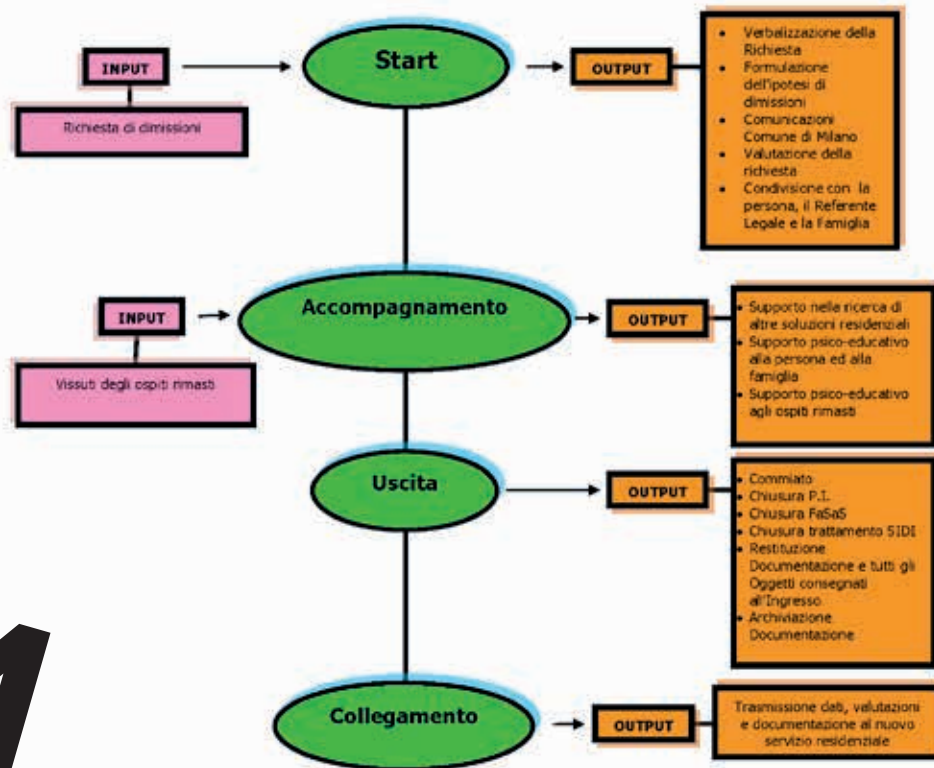 Start
INPUT
OUTPUT
Richiesta di dimissioni
• Verbalizzazione della
Richiesta
• Formulazione
dell'ipotesi di
dimissioni
• Comunicazioni
Comune di Milano
• Valutazione della
richiesta
• Condivisione con la
persona, il Referente
Legale e la Famiglia
Accompagnamento
INPUT
OUTPUT
Vissuti degli ospiti rimasti
• Supporto nella ricerca di
altre soluzioni residenziali
• Supporto psico-educativo
alla persona ed alla
famiglia
• Supporto psico-educativo
agli ospiti rimasti
Uscita
OUTPUT
• Commiato
• Chiusura P.I.
• Chiusura FaSaS
• Chiusura trattamento SIDI
• Restituzione
Documentazione e tutti gli
Oggetti consegnati
all'Ingresso
• Archiviazione
Documentazione
Collegamento
OUTPUT
Trasmissione dati, valutazioni
e documentazione al nuovo
servizio residenziale